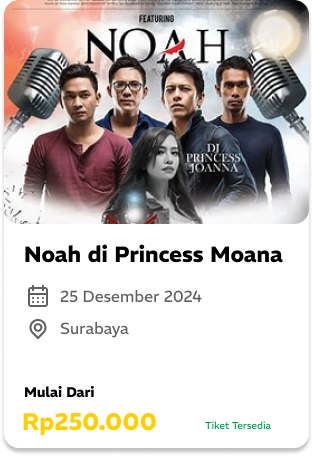 FEATURING
NOAH
DJ
PRINCESS
JOANNA
Noah di Princess Moana
25 Desember 2024
Surabaya
Mulai Dari
Rp250.000
Tiket Tersedia